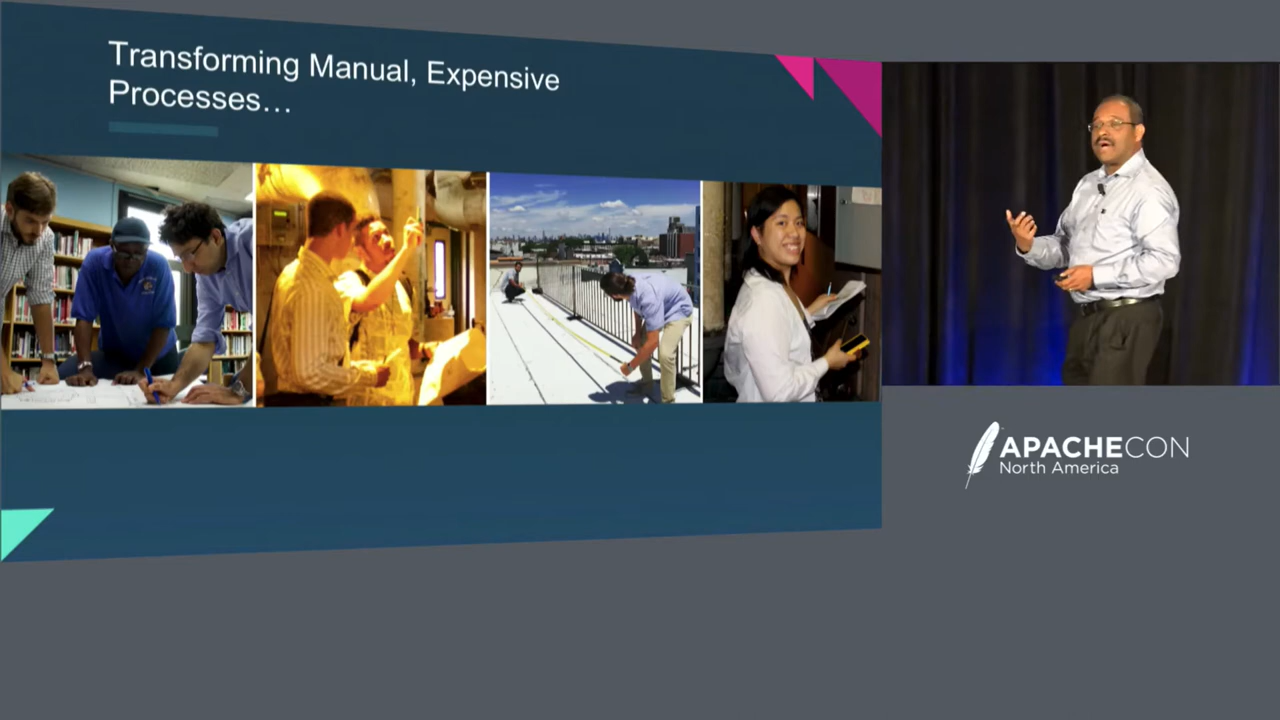 Transforming Manual, Expensive
Processes…
APACHECON
North America